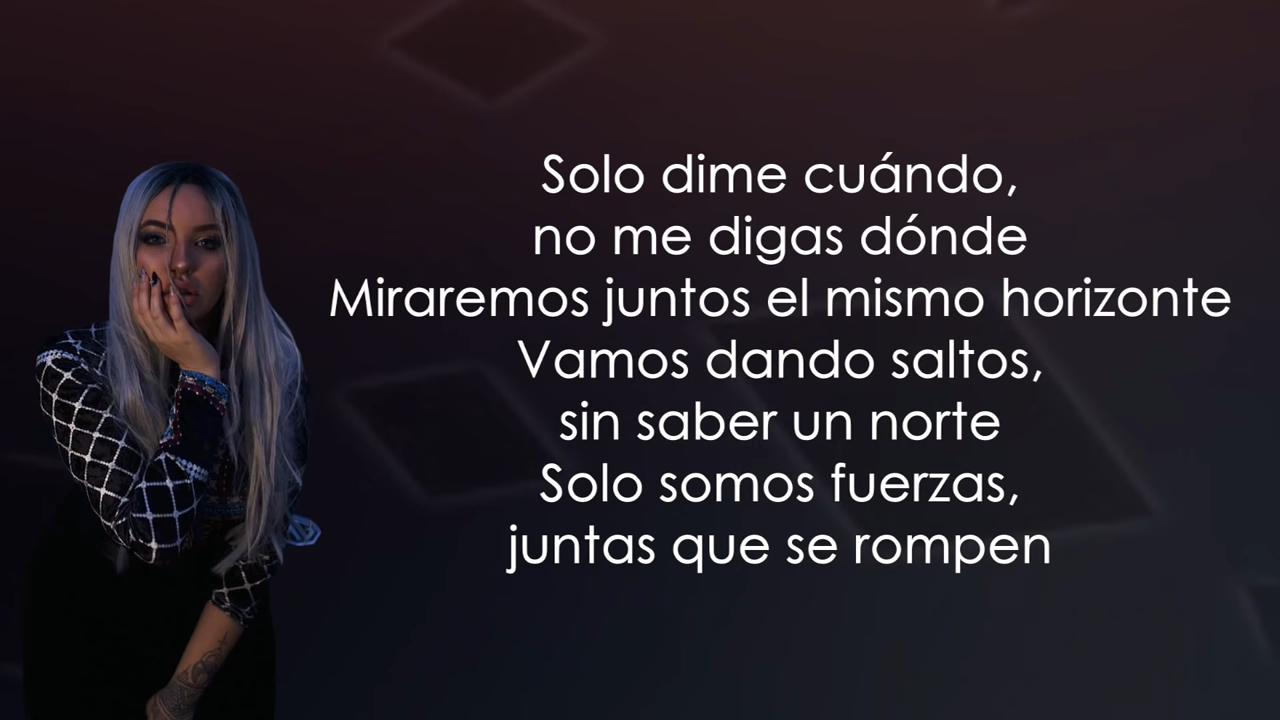 Solo dime cuándo,
no me digas dónde
Miraremos juntos el mismo horizonte
Vamos dando saltos,
sin saber un norte
Solo somos fuerzas,
juntas que se rompen